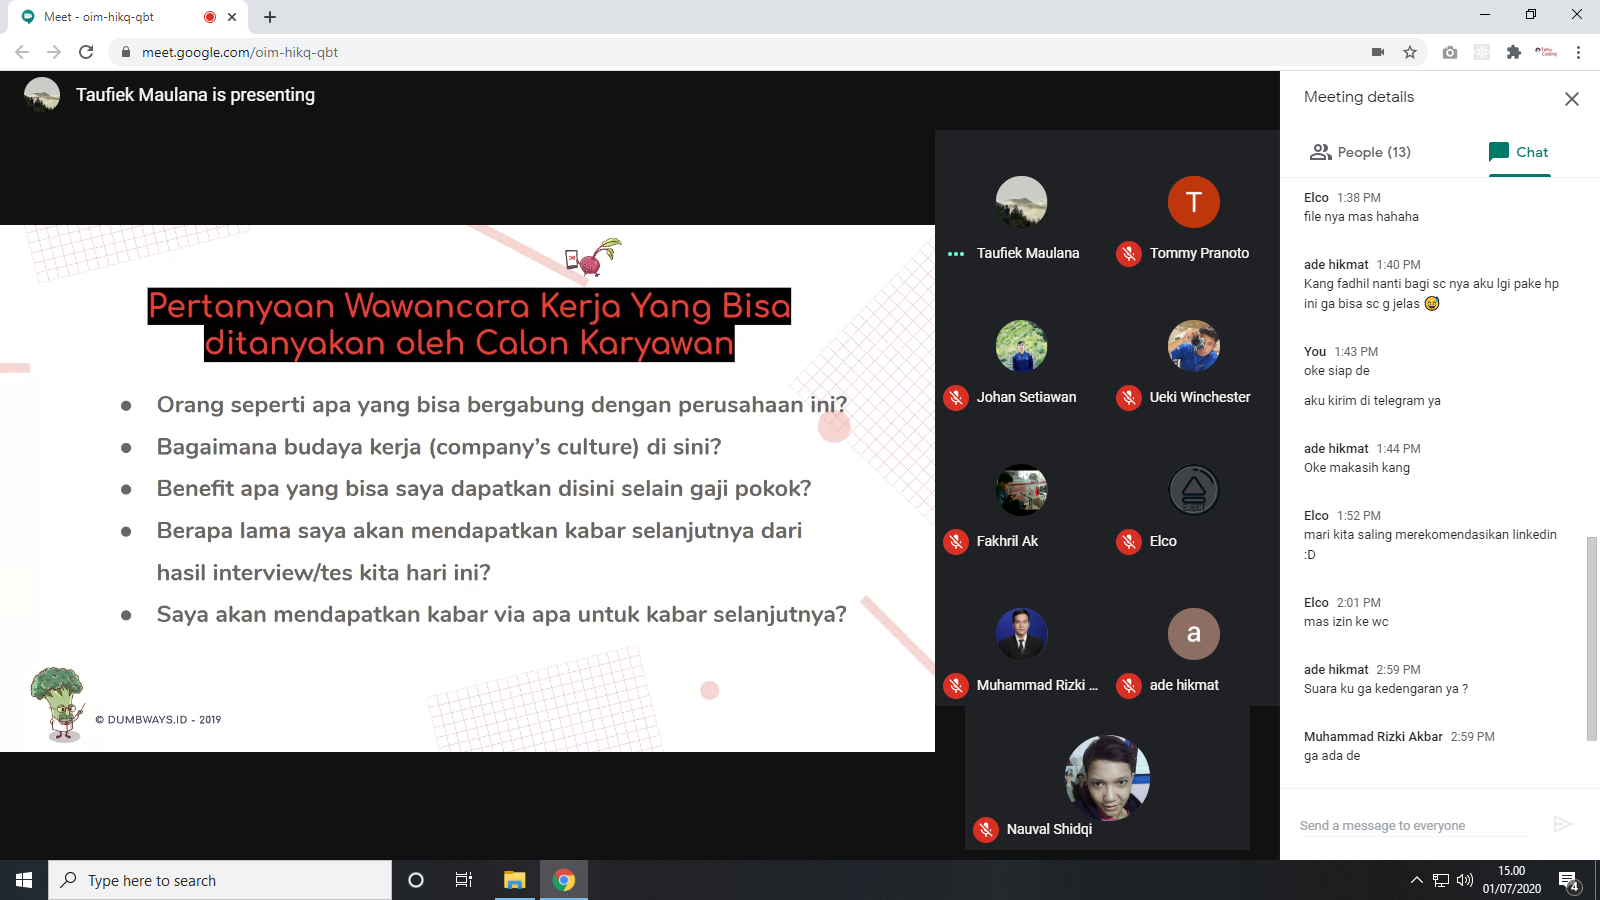 Meet - oim-hikq-qbt
meet.google.com/oim-hikq-qbt
Taufiek Maulana is presenting
Pertanyaan Wawancara Kerja Yang Bisa
ditanyakan oleh Calon Karyawan
● Orang seperti apa yang bisa bergabung dengan perusahaan ini?
● Bagaimana budaya kerja (company's culture) di sini?
● Benefit apa yang bisa saya dapatkan disini selain gaji pokok?
● Berapa lama saya akan mendapatkan kabar selanjutnya dari
hasil interview/tes kita hari ini?
● Saya akan mendapatkan kabar via apa untuk kabar selanjutnya?
© DUMBWAYS.ID - 2019
T
Taufiek Maulana
Tommy Pranoto
Johan Setiawan
Ueki Winchester
Fakhril Ak
Elco
Muhammad Rizki ...
a
ade hikmat
Nauval Shidqi
Meeting details
People (13)
Chat
Elco 1:38 PM
file nya mas hahaha
ade hikmat 1:40 PM
Kang fadhil nanti bagi sc nya aku lgi pake hp
ini ga bisa sc g jelas 😅
You 1:43 PM
oke siap de
aku kirim di telegram ya
ade hikmat 1:44 PM
Oke makasih kang
Elco 1:52 PM
mari kita saling merekomendasikan linkedin
:D
Elco 2:01 PM
mas izin ke wc
ade hikmat 2:59 PM
Suara ku ga kedengaran ya ?
Muhammad Rizki Akbar 2:59 PM
ga ada de
Send a message to everyone
Type here to search
15.00
01/07/2020
4